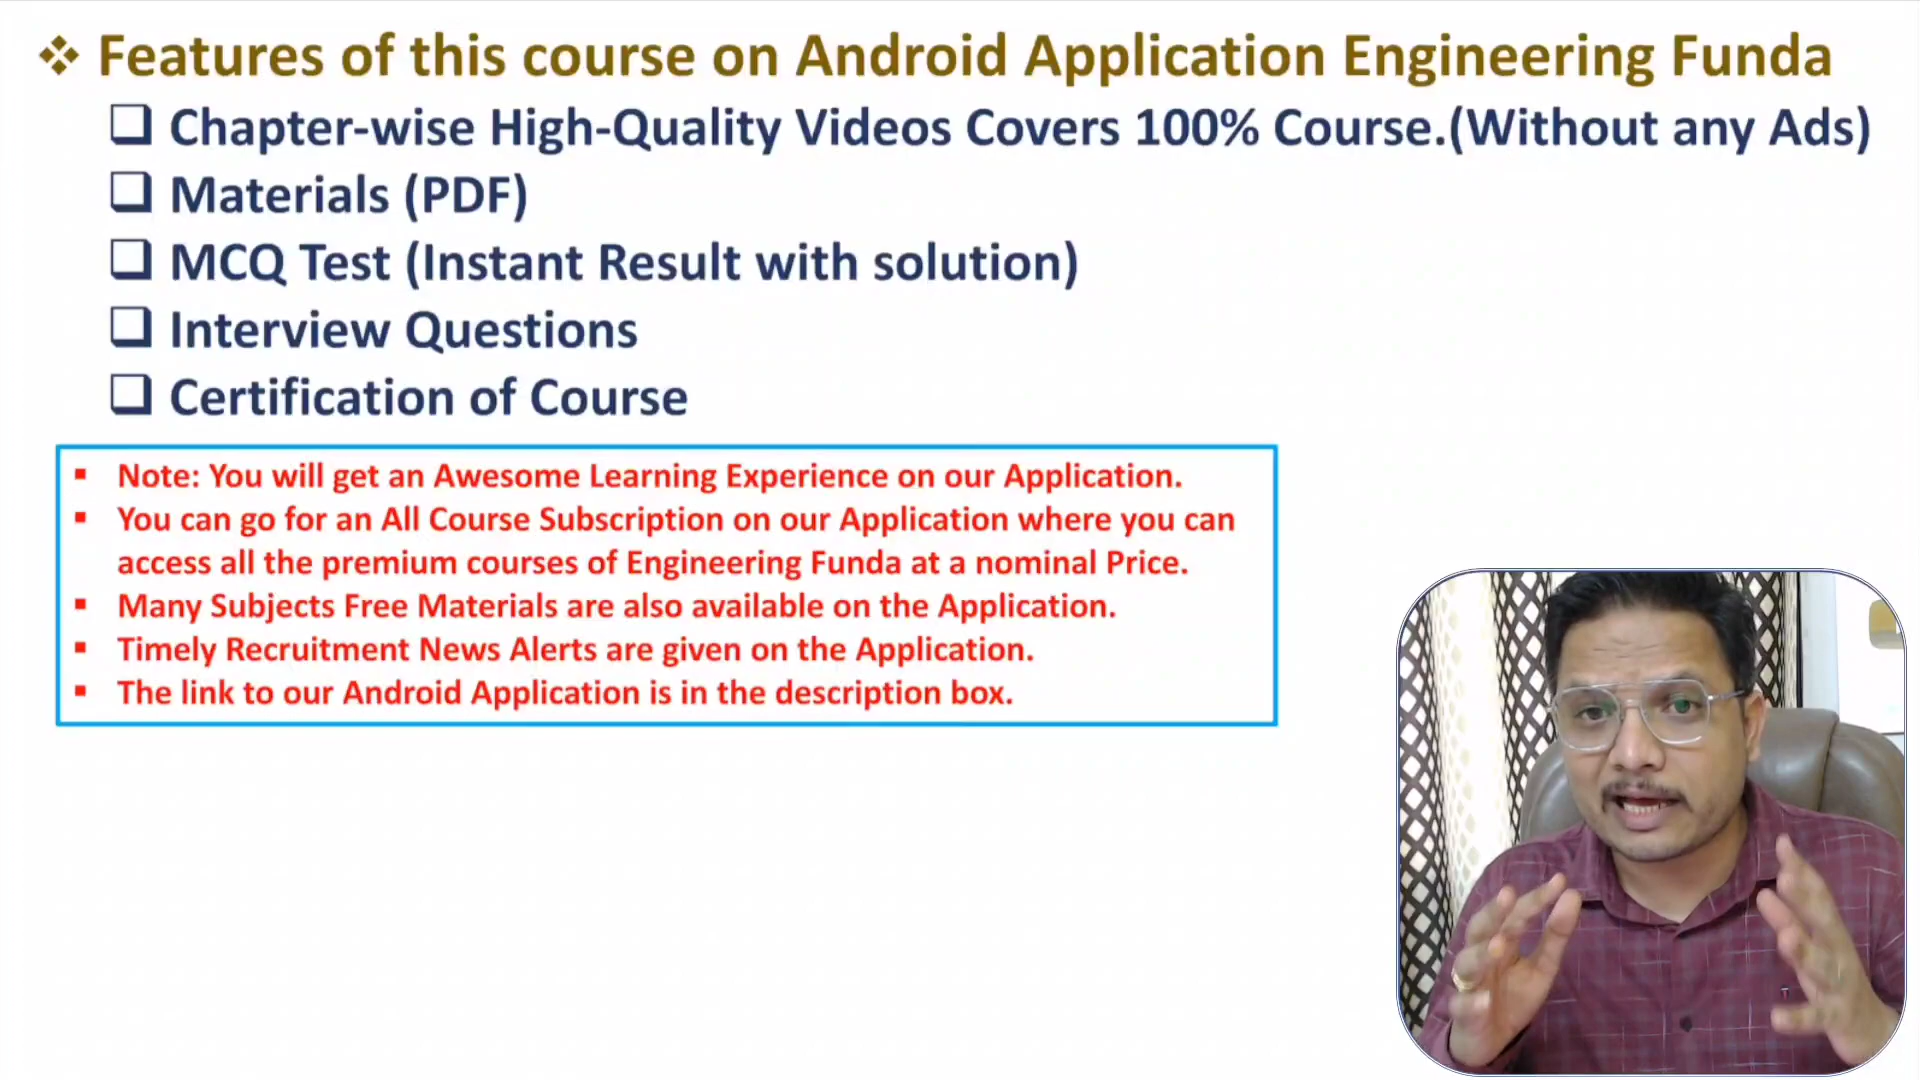 Features of this course on Android Application Engineering Funda
Chapter-wise High-Quality Videos Covers 100% Course.(Without any Ads)
Materials (PDF)
MCQ Test (Instant Result with solution)
Interview Questions
Certification of Course
Note: You will get an Awesome Learning Experience on our Application.
You can go for an All Course Subscription on our Application where you can
access all the premium courses of Engineering Funda at a nominal Price.
Many Subjects Free Materials are also available on the Application.
Timely Recruitment News Alerts are given on the Application.
The link to our Android Application is in the description box.